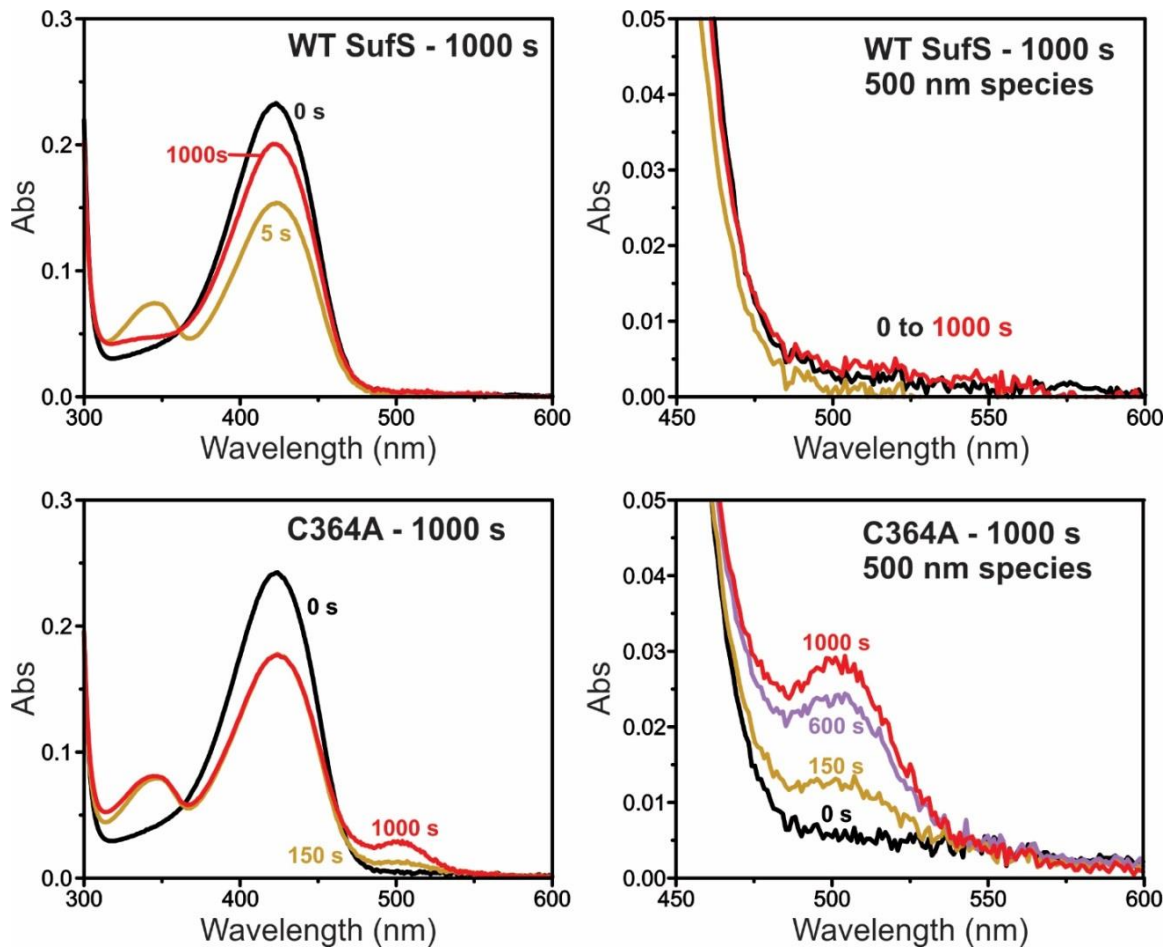 WT SufS - 1000 s
0 s
1000s
5 s
Abs
0.3
0.2
0.1
0.0
300
400
500
600
Wavelength (nm)
WT SufS - 1000 s
500 nm species
0 to 1000 s
Abs
0.05
0.04
0.03
0.02
0.01
0.00
450
500
550
600
Wavelength (nm)
C364A - 1000 s
0 s
1000 s
150 s
Abs
0.3
0.2
0.1
0.0
300
400
500
600
Wavelength (nm)
C364A - 1000 s
500 nm species
1000 s
600 s
150 s
0 s
Abs
0.05
0.04
0.03
0.02
0.01
0.00
450
500
550
600
Wavelength (nm)